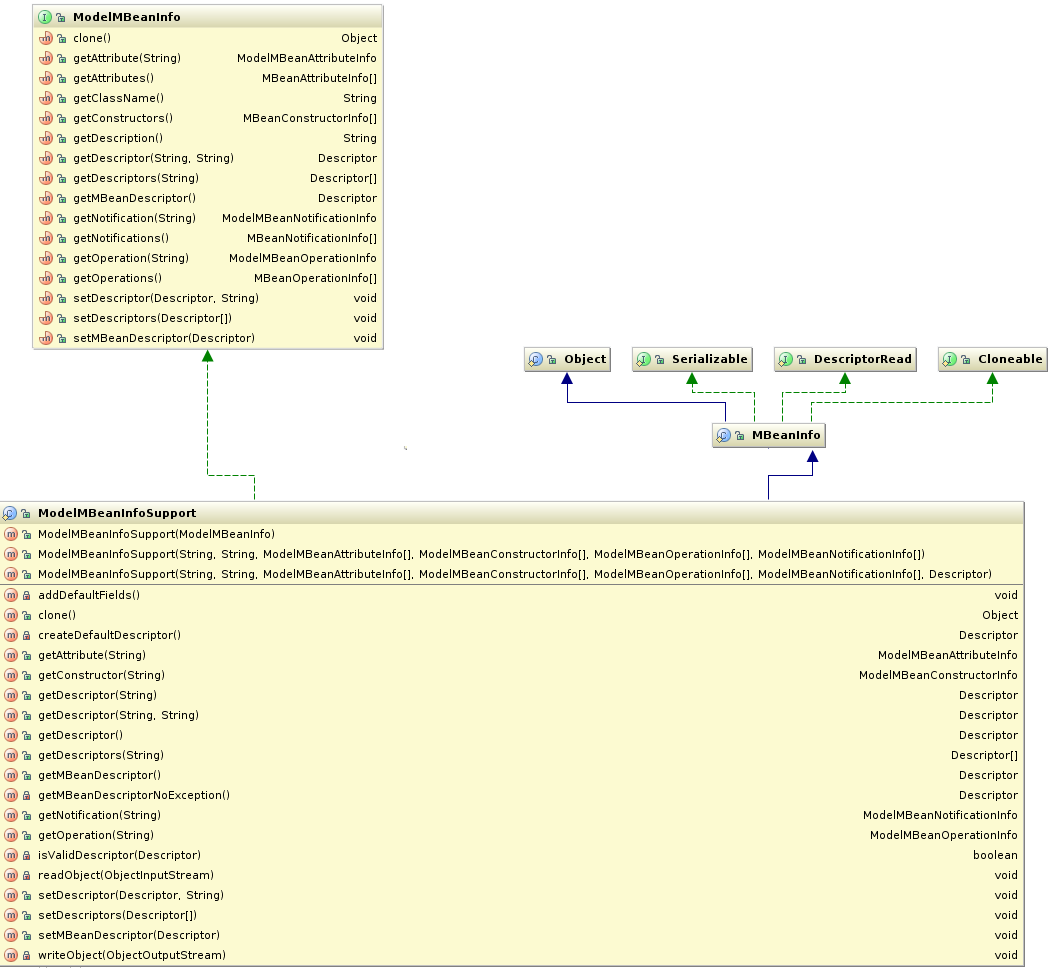 ModelMBeanInfo
clone() Object
getAttribute(String) ModelMBeanAttributeInfo
getAttributes() MBeanAttributeInfo[]
getClassName() String
getConstructors() MBeanConstructorInfo[]
getDescription() String
getDescriptor(String, String) Descriptor
getDescriptors(String) Descriptor[]
getMBeanDescriptor() Descriptor
getNotification(String) ModelMBeanNotificationInfo
getNotifications() MBeanNotificationInfo[]
getOperation(String) ModelMBeanOperationInfo
getOperations() MBeanOperationInfo[]
setDescriptor(Descriptor, String) void
setDescriptors(Descriptor[]) void
setMBeanDescriptor(Descriptor) void
Object Serializable DescriptorRead Cloneable
MBeanInfo
ModelMBeanInfoSupport
ModelMBeanInfoSupport(ModelMBeanInfo)
ModelMBeanInfoSupport(String, String, ModelMBeanAttributeInfo[], ModelMBeanConstructorInfo[], ModelMBeanOperationInfo[], ModelMBeanNotificationInfo[])
ModelMBeanInfoSupport(String, String, ModelMBeanAttributeInfo[], ModelMBeanConstructorInfo[], ModelMBeanOperationInfo[], ModelMBeanNotificationInfo[], Descriptor)
addDefaultFields() void
clone() Object
createDefaultDescriptor() Descriptor
getAttribute(String) ModelMBeanAttributeInfo
getConstructor(String) ModelMBeanConstructorInfo
getDescriptor(String) Descriptor
getDescriptor(String, String) Descriptor
getDescriptor() Descriptor
getDescriptors(String) Descriptor[]
getMBeanDescriptor() Descriptor
getMBeanDescriptorNoException() Descriptor
getNotification(String) ModelMBeanNotificationInfo
getOperation(String) ModelMBeanOperationInfo
isValidDescriptor(Descriptor) boolean
readObject(ObjectInputStream) void
setDescriptor(Descriptor, String) void
setDescriptors(Descriptor[]) void
setMBeanDescriptor(Descriptor) void
writeObject(ObjectOutputStream) void